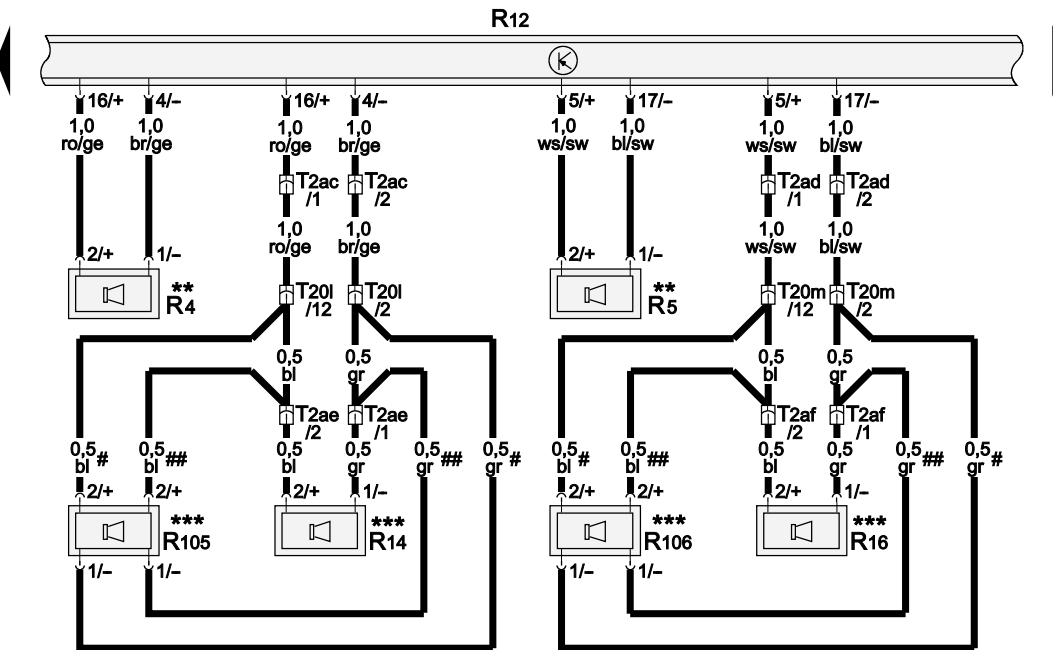 R12
16/+ 4/– 16/+ 4/– 5/+ 17/– 5/+ 17/–
1,0 1,0 1,0 1,0 1,0 1,0 1,0 1,0
ro/ge br/ge ro/ge br/ge ws/sw bl/sw ws/sw bl/sw
T2ac T2ac T2ad T2ad
/1 /2 /1 /2
1,0 1,0 1,0 1,0
ro/ge br/ge ws/sw bl/sw
2/+ 1/– 2/+ 1/–
** **
R4 R5
T20l T20l T20m T20m
/12 /2 /12 /2
0,5 0,5 0,5 0,5
bl gr bl gr
T2ae T2ae T2af T2af
/2 /1 /2 /1
0,5 # 0,5 ## 0,5 0,5 0,5 ## 0,5 # 0,5 # 0,5 ## 0,5 0,5 0,5 ## 0,5 #
bl bl bl gr gr gr bl bl bl gr gr gr
2/+ 2/+ 2/+ 1/– 2/+ 2/+ 2/+ 1/–
*** *** *** ***
R105 R14 R106 R16
1/– 1/– 1/– 1/–